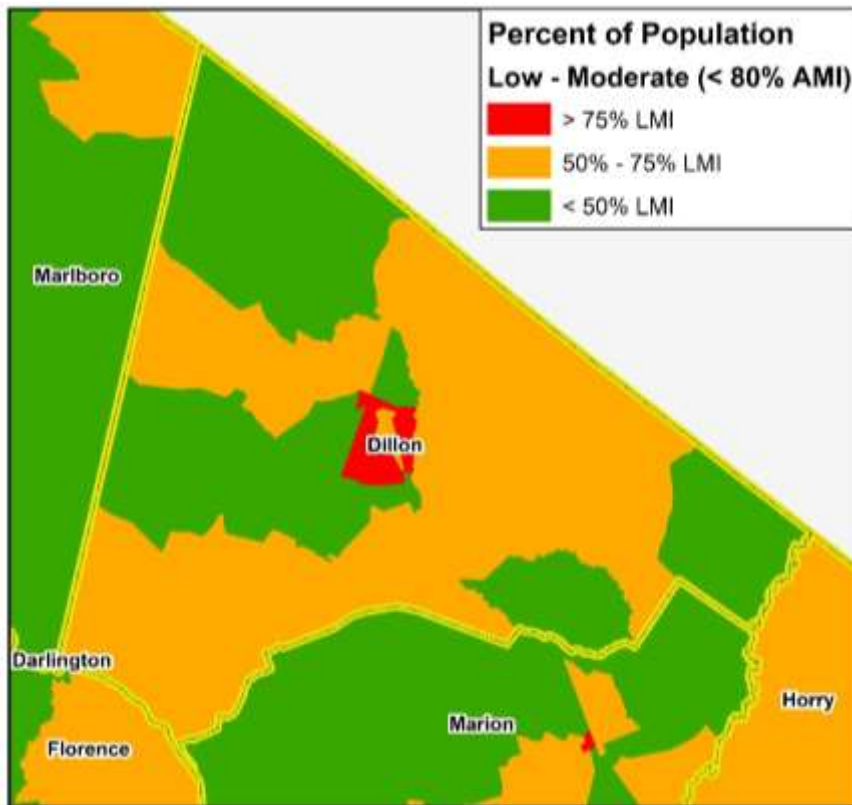 Percent of Population
Low - Moderate (< 80% AMI)
> 75% LMI
50% - 75% LMI
< 50% LMI
Marlboro
Dillon
Darlington
Horry
Marion
Florence